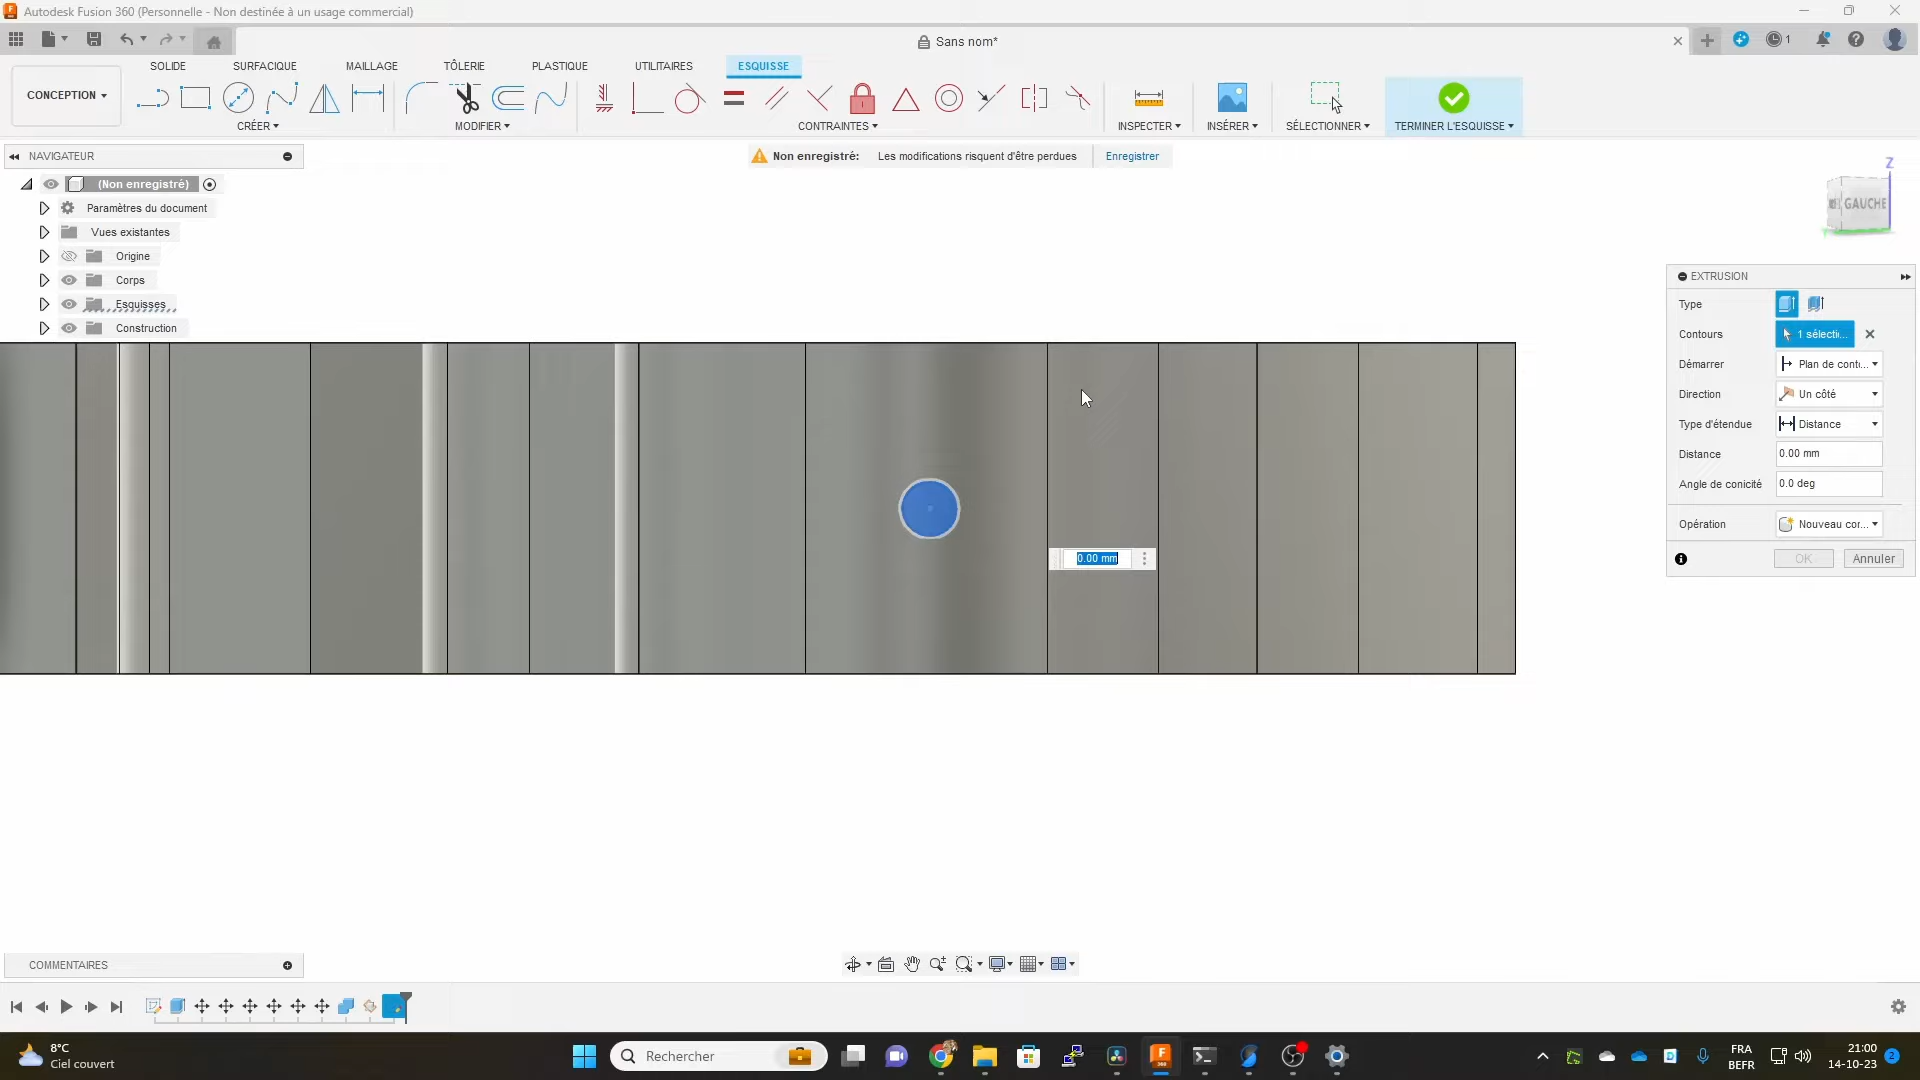 Autodesk Fusion 360 (Personnelle - Non destinée à un usage commercial)
Sans nom*
1
SOLIDE
SURFACIQUE
MAILLAGE
TÔLERIE
PLASTIQUE
UTILITAIRES
ESQUISSE
CONCEPTION
CRÉER
MODIFIER
CONTRAINTES
INSPECTER
INSÉRER
SÉLECTIONNER
TERMINER L'ESQUISSE
NAVIGATEUR
Non enregistré:
Les modifications risquent d'être perdues
Enregistrer
(Non enregistré)
Paramètres du document
Vues existantes
Origine
Corps
Esquisses
Construction
Z
GAUCHE
EXTRUSION
Type
Contours
1 sélecti...
Démarrer
Plan de cont...
Direction
Un côté
Type d'étendue
Distance
Distance
0.00 mm
Angle de conicité
0.0 deg
Opération
Nouveau cor...
OK
Annuler
0.00 mm
COMMENTAIRES
8°C
Ciel couvert
Rechercher
FRA
BEFR
21:00
14-10-23
2